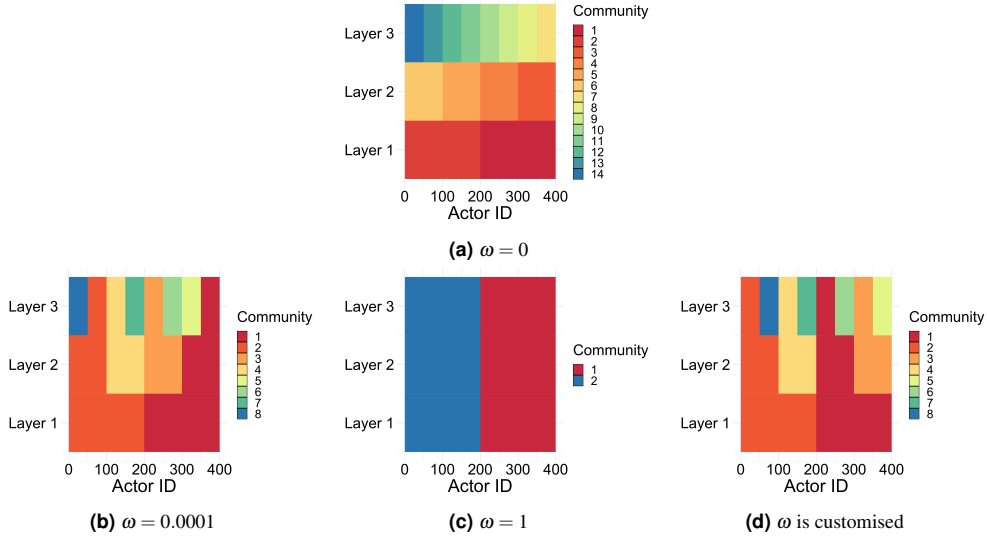 Community
Layer 3
Layer 2
Layer 1
1
2
3
4
5
6
7
8
9
10
11
12
13
14
0 100 200 300 400
Actor ID
(a) ω = 0
Layer 3
Layer 2
Layer 1
0 100 200 300 400
Actor ID
Community
1
2
3
4
5
6
7
8
(b) ω = 0.0001
Layer 3
Layer 2
Layer 1
0 100 200 300 400
Actor ID
Community
1
2
(c) ω = 1
Layer 3
Layer 2
Layer 1
0 100 200 300 400
Actor ID
Community
1
2
3
4
5
6
7
8
(d) ω is customised